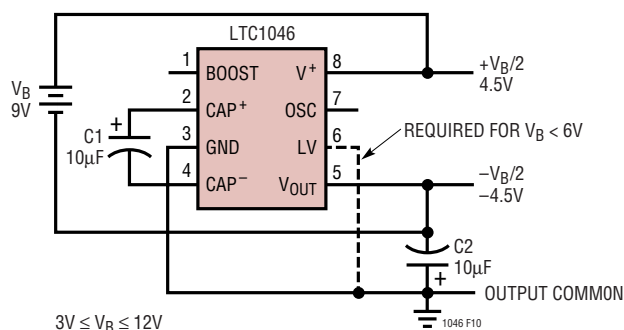 LTC1046
1 BOOST V+ 8
2 CAP+ OSC 7
3 GND LV 6
4 CAP− VOUT 5
VB
9V
C1
10µF
+
+VB/2
4.5V
REQUIRED FOR VB < 6V
−VB/2
−4.5V
C2
10µF
+
OUTPUT COMM0N
3V ≤ VB ≤ 12V
1046 F10